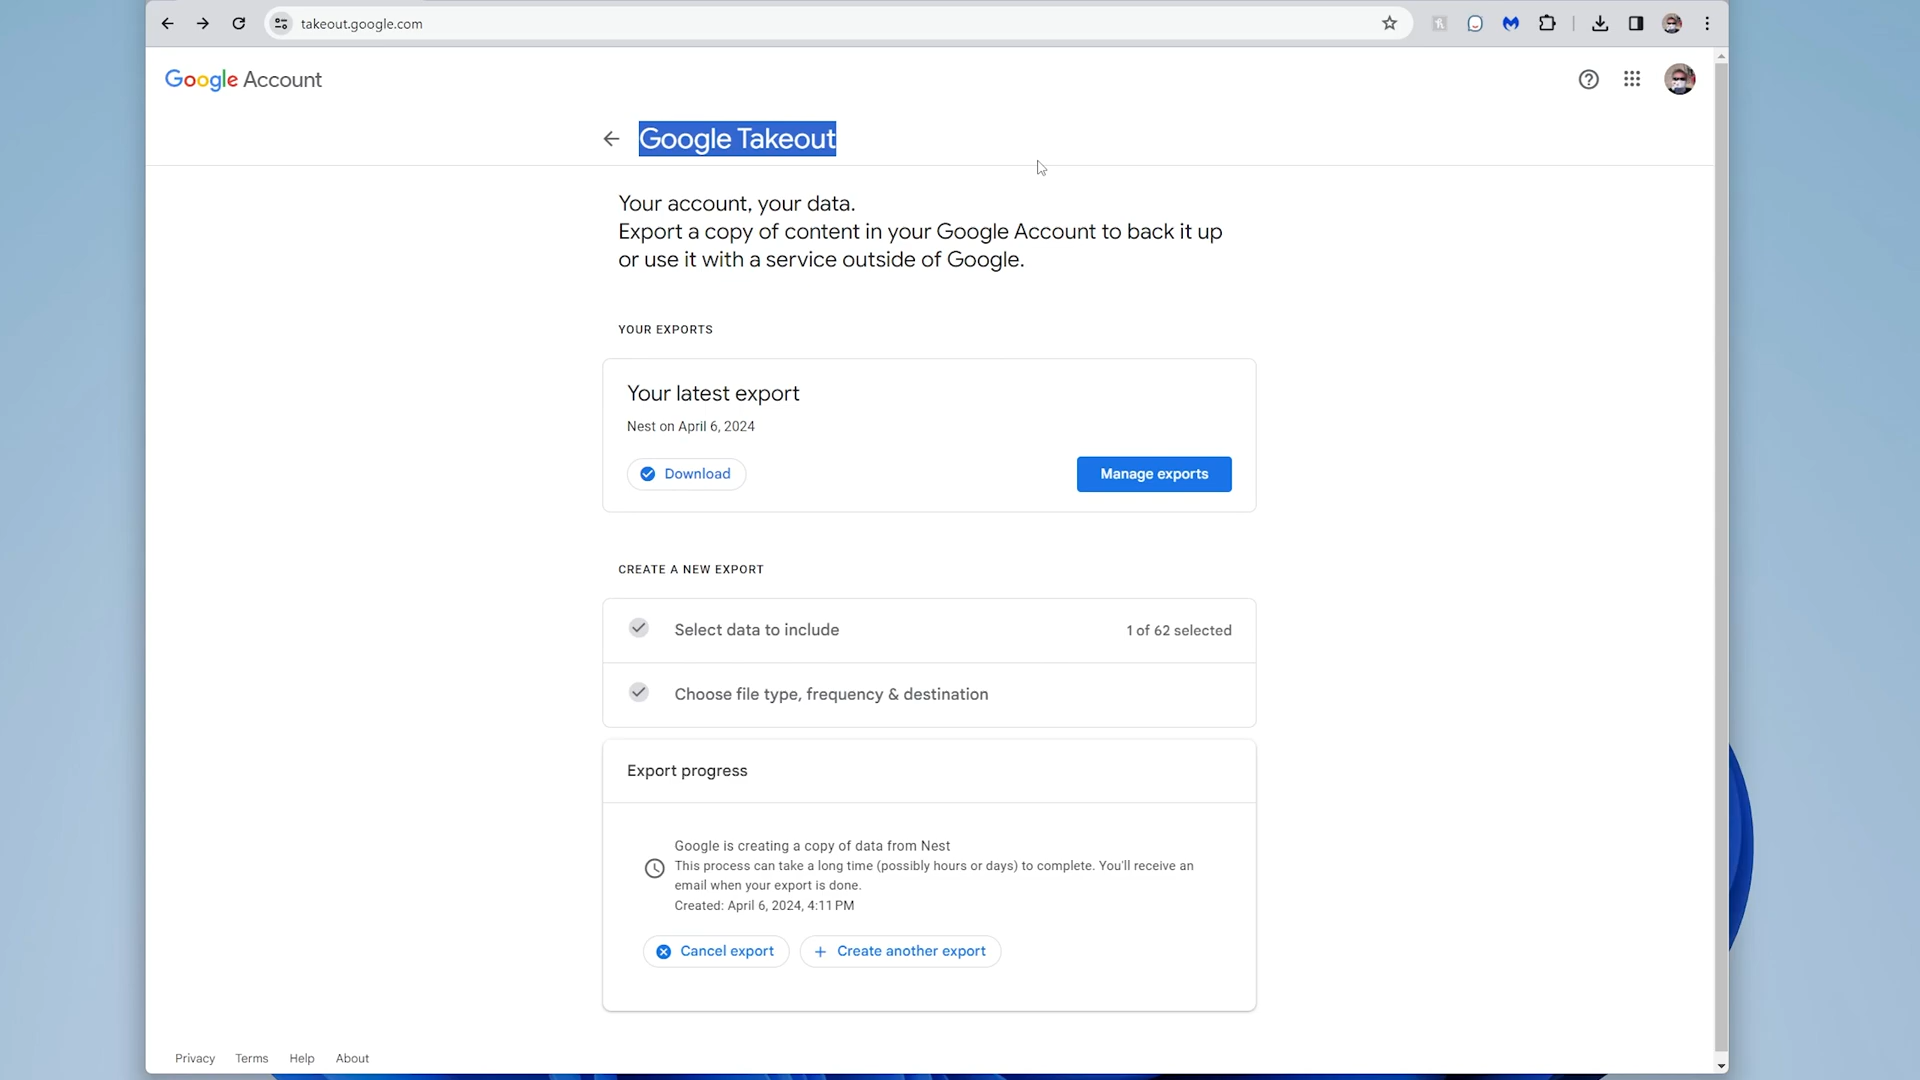 takeout.google.com
Google Account
Google Takeout
Your account, your data.
Export a copy of content in your Google Account to back it up
or use it with a service outside of Google.
YOUR EXPORTS
Your latest export
Nest on April 6, 2024
Download
Manage exports
CREATE A NEW EXPORT
Select data to include 1 of 62 selected
Choose file type, frequency & destination
Export progress
Google is creating a copy of data from Nest
This process can take a long time (possibly hours or days) to complete. You'll receive an
email when your export is done.
Created: April 6, 2024, 4:11 PM
Cancel export + Create another export
Privacy Terms Help About